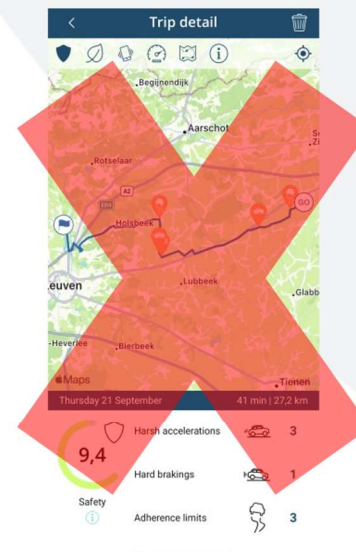 Trip detail
Begijnendijk
Aarschot
Rotselaar
A2
E314
Holsbeek
GO
euven
Lubbeek
Glabb
-Heverlee
Bierbeek
Maps
Tienen
Thursday 21 September 41 min | 27,2 km
Harsh accelerations 3
9,4
Hard brakings 1
Safety
Adherence limits 3